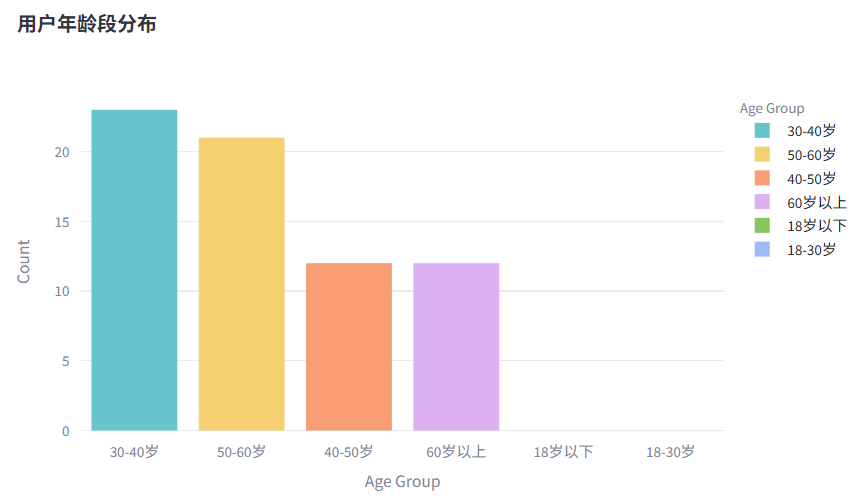 用户年龄段分布
Age Group
30-40岁
50-60岁
40-50岁
60岁以上
18岁以下
18-30岁
Count
20
15
10
5
0
30-40岁 50-60岁 40-50岁 60岁以上 18岁以下 18-30岁
Age Group